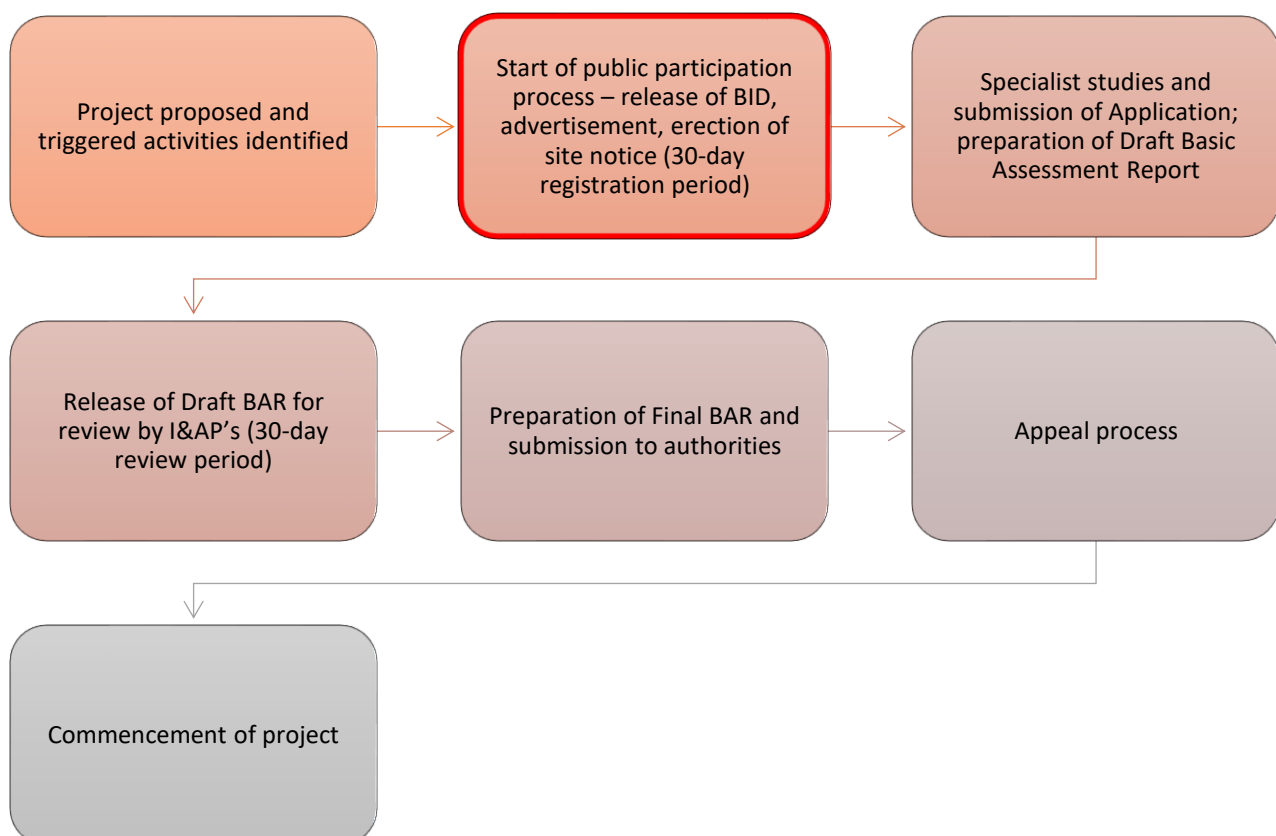 Project proposed and
triggered activities identified
Start of public participation
process – release of BID,
advertisement, erection of
site notice (30-day
registration period)
Specialist studies and
submission of Application;
preparation of Draft Basic
Assessment Report
Release of Draft BAR for
review by I&AP’s (30-day
review period)
Preparation of Final BAR and
submission to authorities
Appeal process
Commencement of project